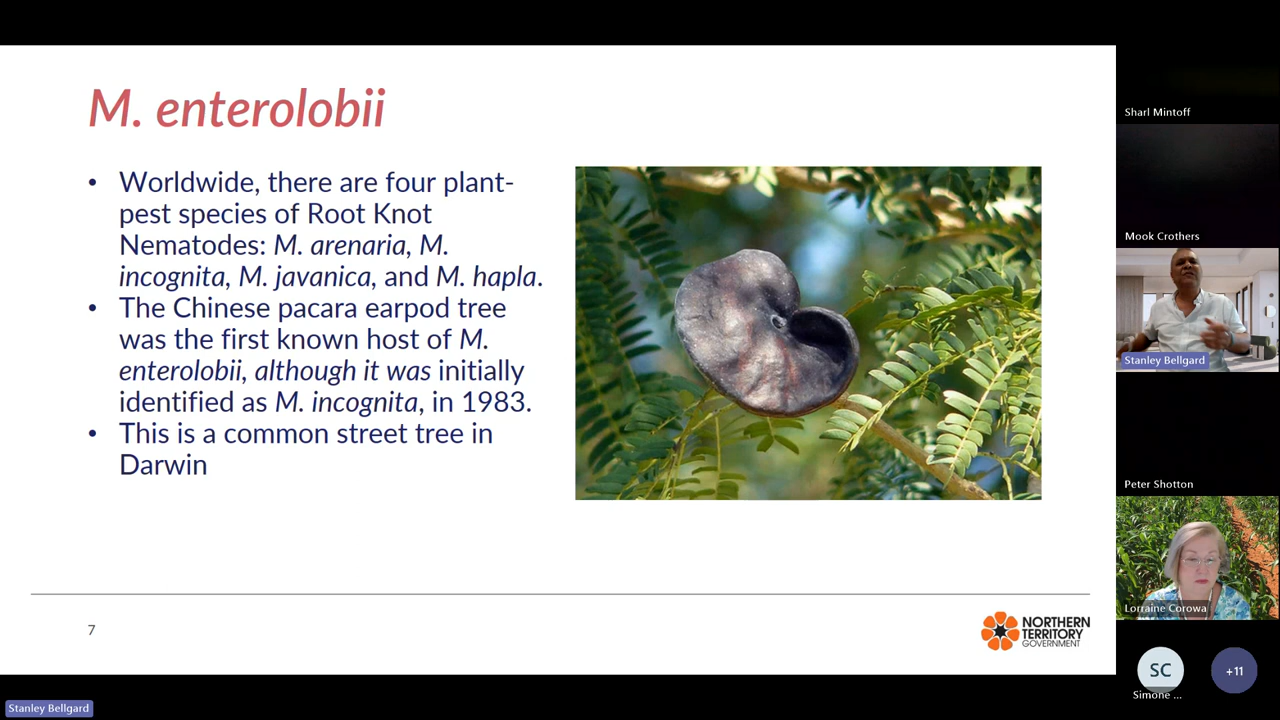 M. enterolobii
• Worldwide, there are four plant-
pest species of Root Knot
Nematodes: M. arenaria, M.
incognita, M. javanica, and M. hapla.
• The Chinese pacara earpod tree
was the first known host of M.
enterolobii, although it was initially
identified as M. incognita, in 1983.
• This is a common street tree in
Darwin
7
NORTHERN
TERRITORY
GOVERNMENT
Sharl Mintoff
Mook Crothers
Stanley Bellgard
Peter Shotton
Lorraine Corowa
SC
Simone ...
+11
Stanley Bellgard